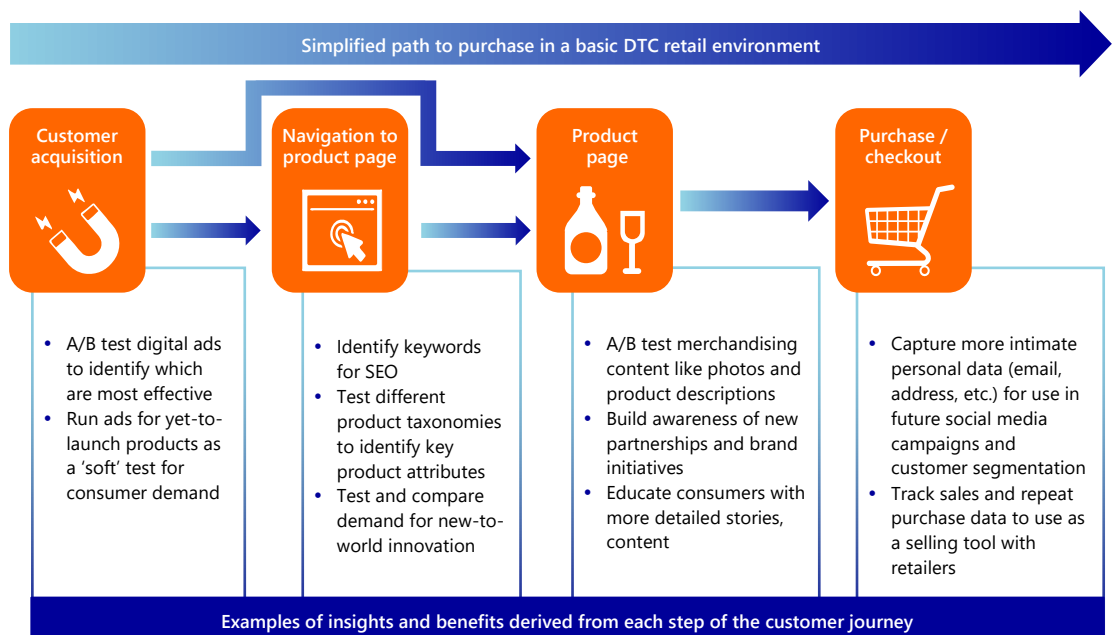 Simplified path to purchase in a basic DTC retail environment
Customer
acquisition
Navigation to
product page
Product
page
Purchase /
checkout
• A/B test digital ads
to identify which
are most effective
• Run ads for yet-to-
launch products as
a ‘soft’ test for
consumer demand
• Identify keywords
for SEO
• Test different
product taxonomies
to identify key
product attributes
• Test and compare
demand for new-to-
world innovation
• A/B test merchandising
content like photos and
product descriptions
• Build awareness of new
partnerships and brand
initiatives
• Educate consumers with
more detailed stories,
content
• Capture more intimate
personal data (email,
address, etc.) for use in
future social media
campaigns and
customer segmentation
• Track sales and repeat
purchase data to use as
a selling tool with
retailers
Examples of insights and benefits derived from each step of the customer journey